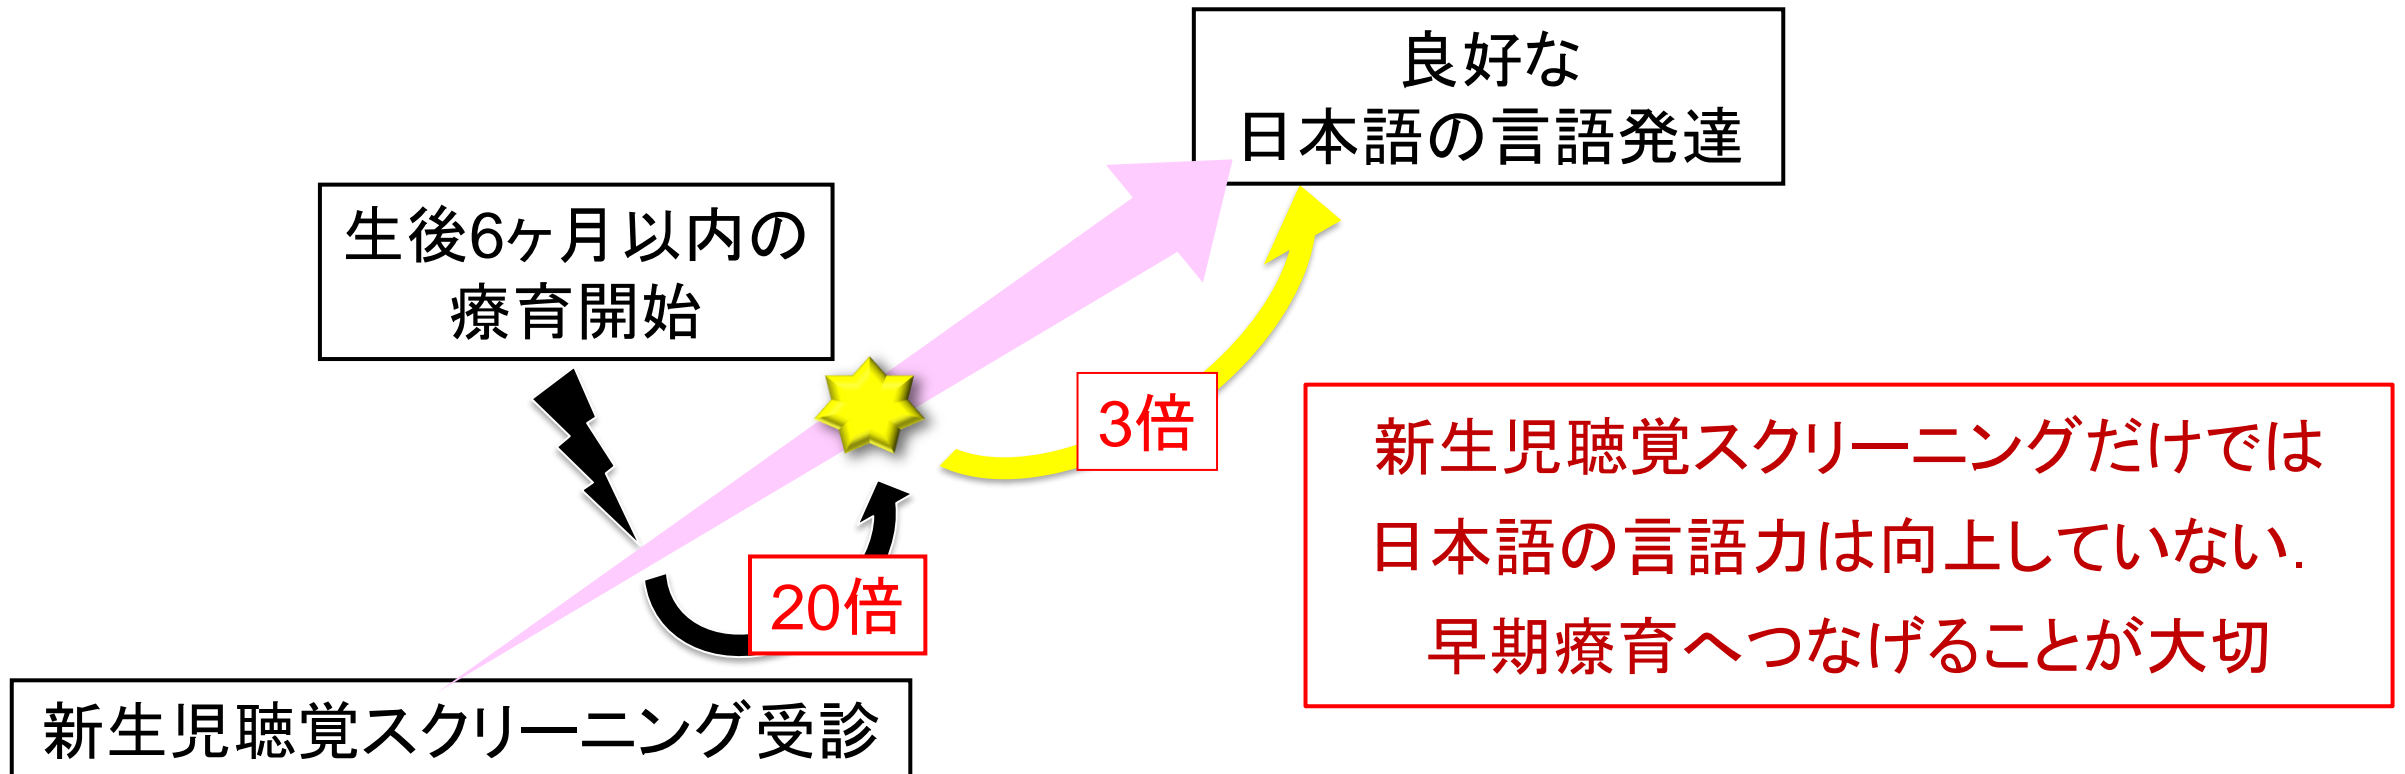 良好な
日本語の言語発達
生後6ヶ月以内の
療育開始
3倍
20倍
新生児聴覚スクリーニング受診
新生児聴覚スクリーニングだけでは
日本語の言語力は向上していない.
早期療育へつなげることが大切